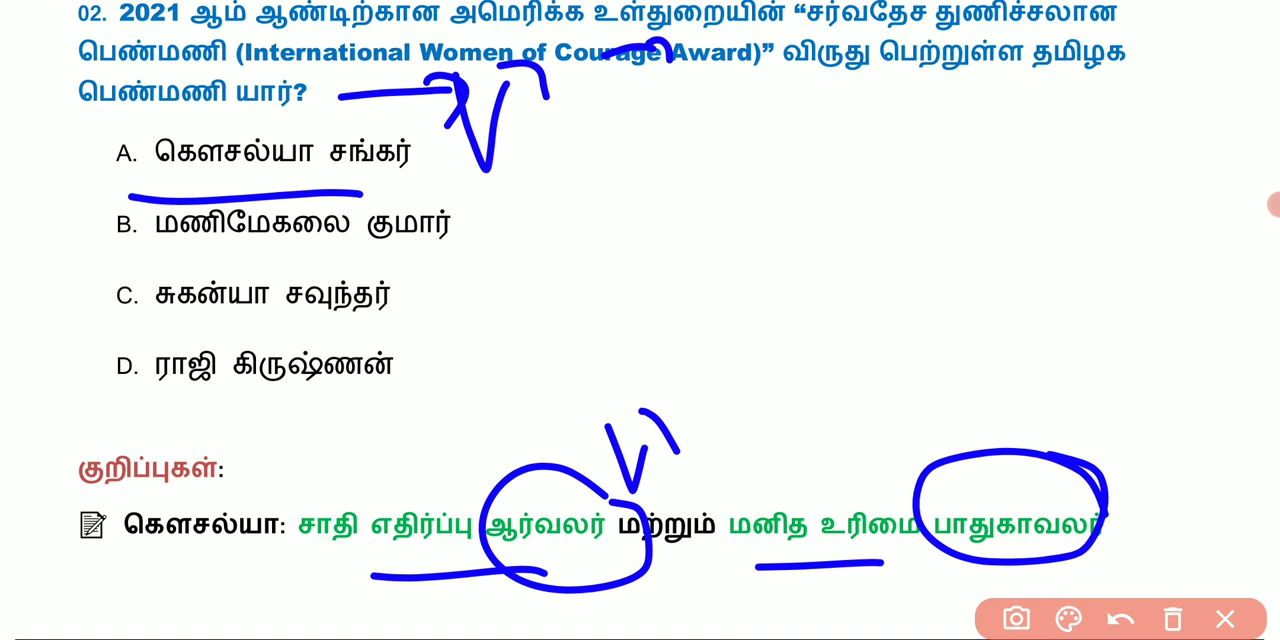 02. 2021 ஆம் ஆண்டிற்கான அமெரிக்க உள்துறையின் “சர்வதேச துணிச்சலான
பெண்மணி (International Women of Courage Award)” விருது பெற்றுள்ள தமிழக
பெண்மணி யார்?
A. கௌசல்யா சங்கர்
B. மணிமேகலை குமார்
C. சுகன்யா சவுந்தர்
D. ராஜி கிருஷ்ணன்
குறிப்புகள்:
கௌசல்யா: சாதி எதிர்ப்பு ஆர்வலர் மற்றும் மனித உரிமை பாதுகாவலர்